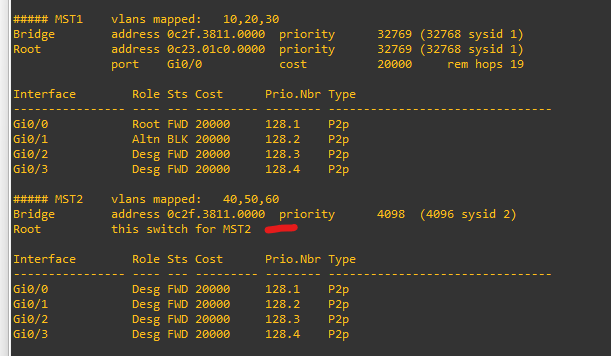 ##### MST1    vlans mapped:   10,20,30
Bridge        address 0c2f.3811.0000  priority      32769 (32768 sysid 1)
Root          address 0c23.01c0.0000  priority      32769 (32768 sysid 1)
              port    Gi0/0           cost          20000     rem hops 19
Interface        Role Sts Cost      Prio.Nbr Type
---------------- ---- --- --------- -------- --------------------------------
Gi0/0            Root FWD 20000     128.1    P2p
Gi0/1            Altn BLK 20000     128.2    P2p
Gi0/2            Desg FWD 20000     128.3    P2p
Gi0/3            Desg FWD 20000     128.4    P2p
##### MST2    vlans mapped:   40,50,60
Bridge        address 0c2f.3811.0000  priority      4098  (4096 sysid 2)
Root          this switch for MST2
Interface        Role Sts Cost      Prio.Nbr Type
---------------- ---- --- --------- -------- --------------------------------
Gi0/0            Desg FWD 20000     128.1    P2p
Gi0/1            Desg FWD 20000     128.2    P2p
Gi0/2            Desg FWD 20000     128.3    P2p
Gi0/3            Desg FWD 20000     128.4    P2p